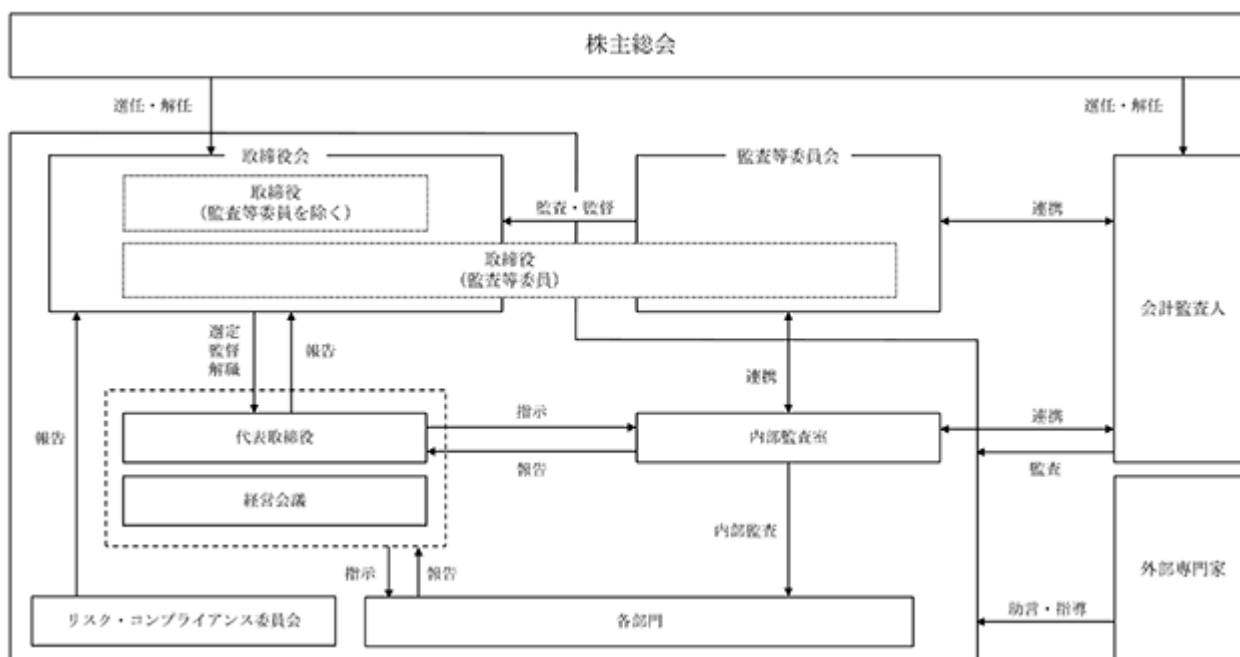 株主総会
選任・解任
選任・解任
取締役会
監査等委員会
取締役
(監査等委員を除く)
監査・監督
連携
取締役
(監査等委員)
会計監査人
選定
監督
解職
報告
連携
報告
代表取締役
指示
報告
内部監査室
連携
監査
経営会議
内部監査
指示
報告
外部専門家
リスク・コンプライアンス委員会
各部門
助言・指導